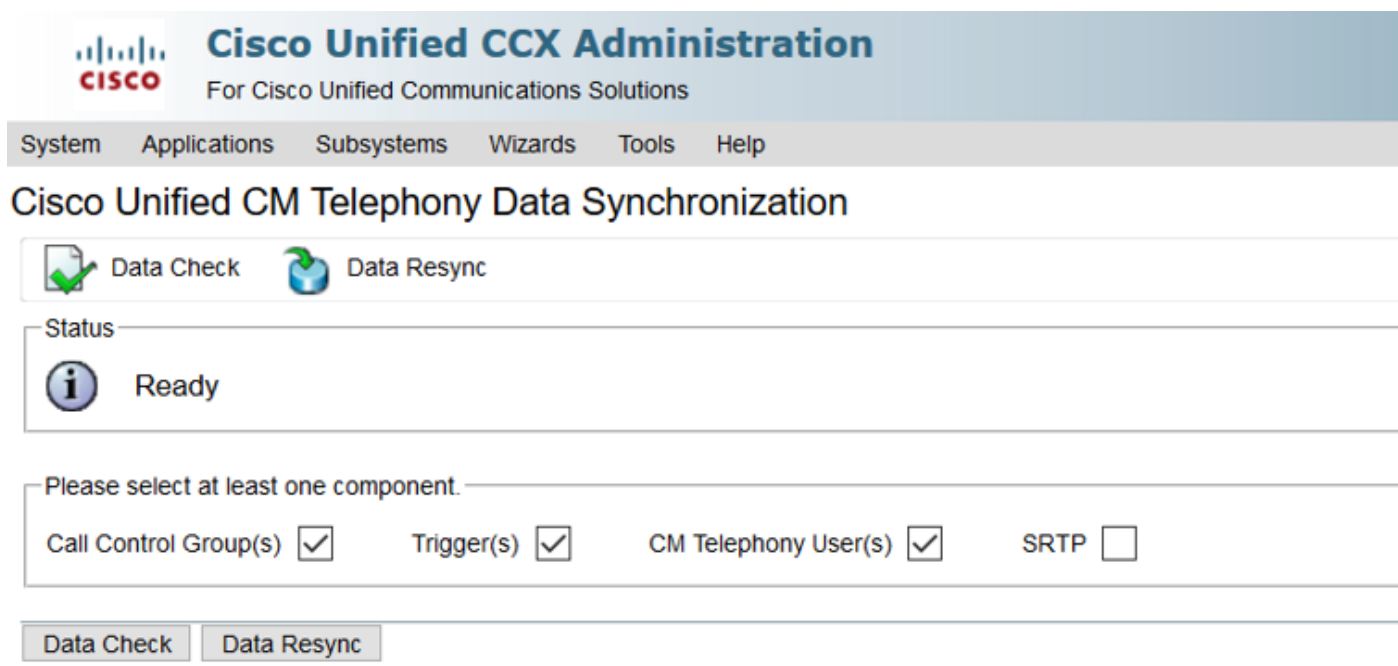 Cisco Unified CCX Administration
CISCO
For Cisco Unified Communications Solutions
System Applications Subsystems Wizards Tools Help
Cisco Unified CM Telephony Data Synchronization
Data Check Data Resync
Status
Ready
Please select at least one component.
Call Control Group(s) Trigger(s) CM Telephony User(s) SRTP
Data Check Data Resync